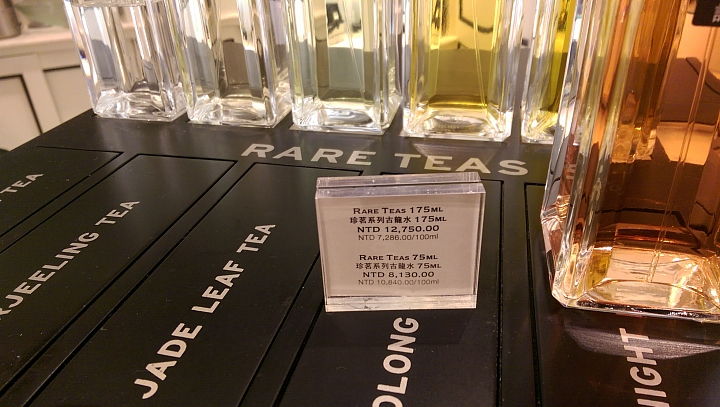 RARE TEAS
RARE TEAS 175ML
珍茗系列古龍水 175ML
NTD 12,750.00
NTD 7,286.00/100ml
RARE TEAS 75ML
珍茗系列古龍水 75ML
NTD 8,130.00
NTD 10,840.00/100ml
TEA
RJEELING TEA
JADE LEAF TEA
OLONG
NIGHT